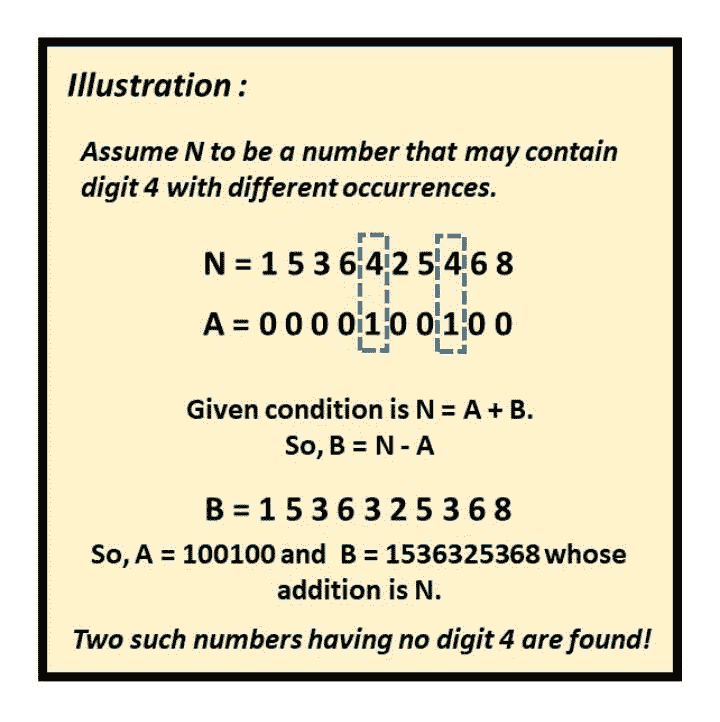 Illustration :
Assume N to be a number that may contain
digit 4 with different occurrences.
N = 1 5 3 6 4 2 5 4 6 8
A = 0 0 0 0 1 0 0 1 0 0
Given condition is N = A + B.
So, B = N - A
B = 1 5 3 6 3 2 5 3 6 8
So, A = 100100 and B = 1536325368 whose
addition is N.
Two such numbers having no digit 4 are found!